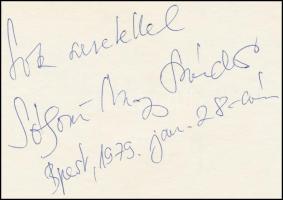 Sok szeretettel
Sólyom Nagy Sándor
Bpest, 1979. jan. 28-án